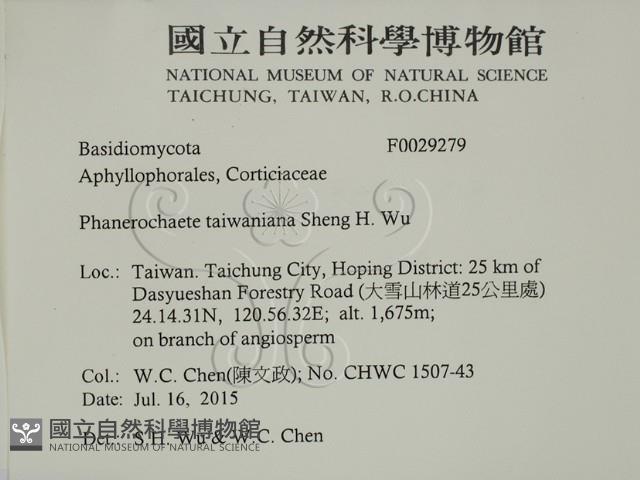 國立自然科學博物館
NATIONAL MUSEUM OF NATURAL SCIENCE
TAICHUNG, TAIWAN, R.O.CHINA
Basidiomycota F0029279
Aphyllophorales, Corticiaceae
Phanerochaete taiwaniana Sheng H. Wu
Loc.: Taiwan. Taichung City, Hoping District: 25 km of
Dasyueshan Forestry Road (大雪山林道25公里處)
24.14.31N, 120.56.32E; alt. 1,675m;
on branch of angiosperm
Col.: W.C. Chen(陳文政); No. CHWC 1507-43
Date: Jul. 16, 2015
Det.: S.H. Wu & W.C. Chen
國立自然科學博物館
NATIONAL MUSEUM OF NATURAL SCIENCE